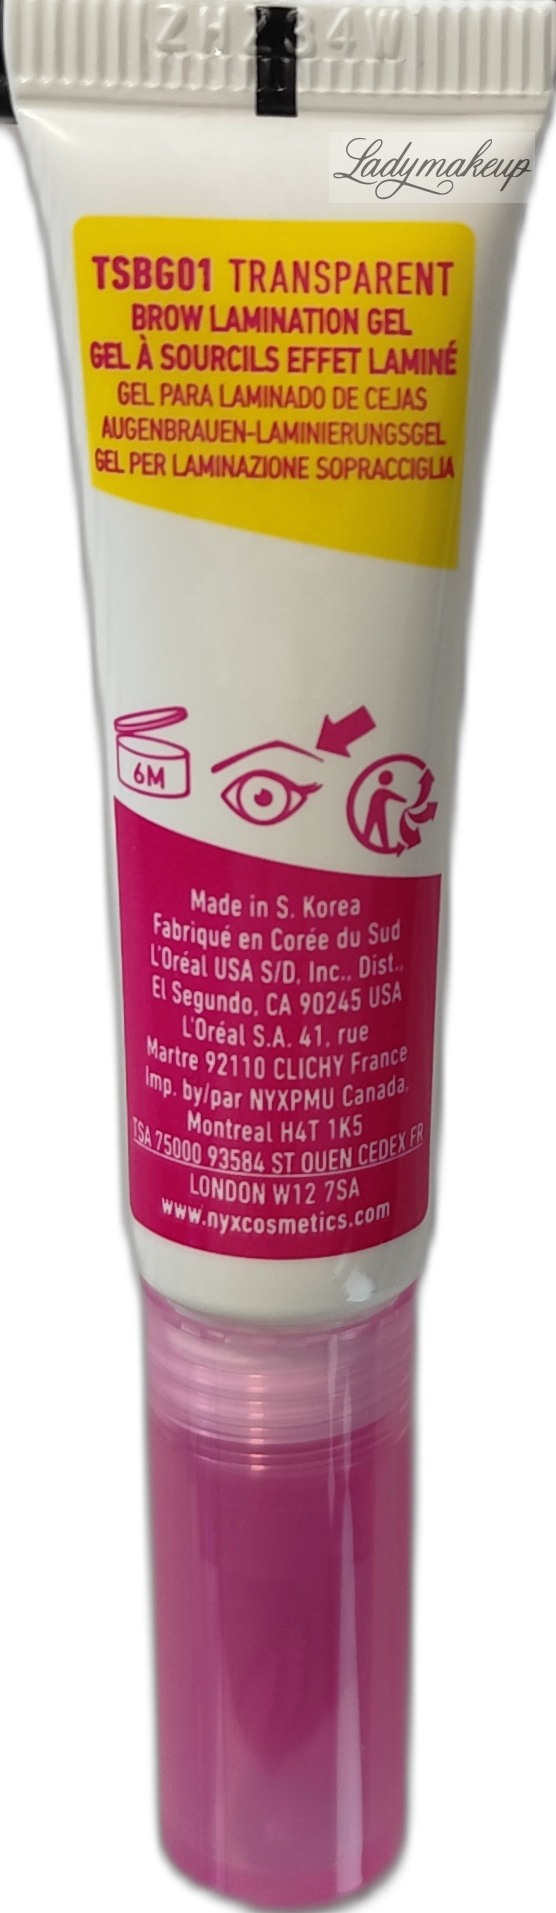 Ladymakeup
TSBG01 TRANSPARENT
BROW LAMINATION GEL
GEL À SOURCILS EFFET LAMINÉ
GEL PARA LAMINADO DE CEJAS
AUGENBRAUEN-LAMINIERUNGSGEL
GEL PER LAMINAZIONE SOPRACCIGLIA
6M
Made in S. Korea
Fabriqué en Corée du Sud
L'Oréal USA S/D, Inc., Dist.,
El Segundo, CA 90245 USA
L'Oréal S.A. 41, rue
Martre 92110 CLICHY France
Imp. by/par NYXPMU Canada,
Montreal H4T 1K5
TSA 75000 93584 ST OUEN CEDEX FR
LONDON W12 7SA
www.nyxcosmetics.com